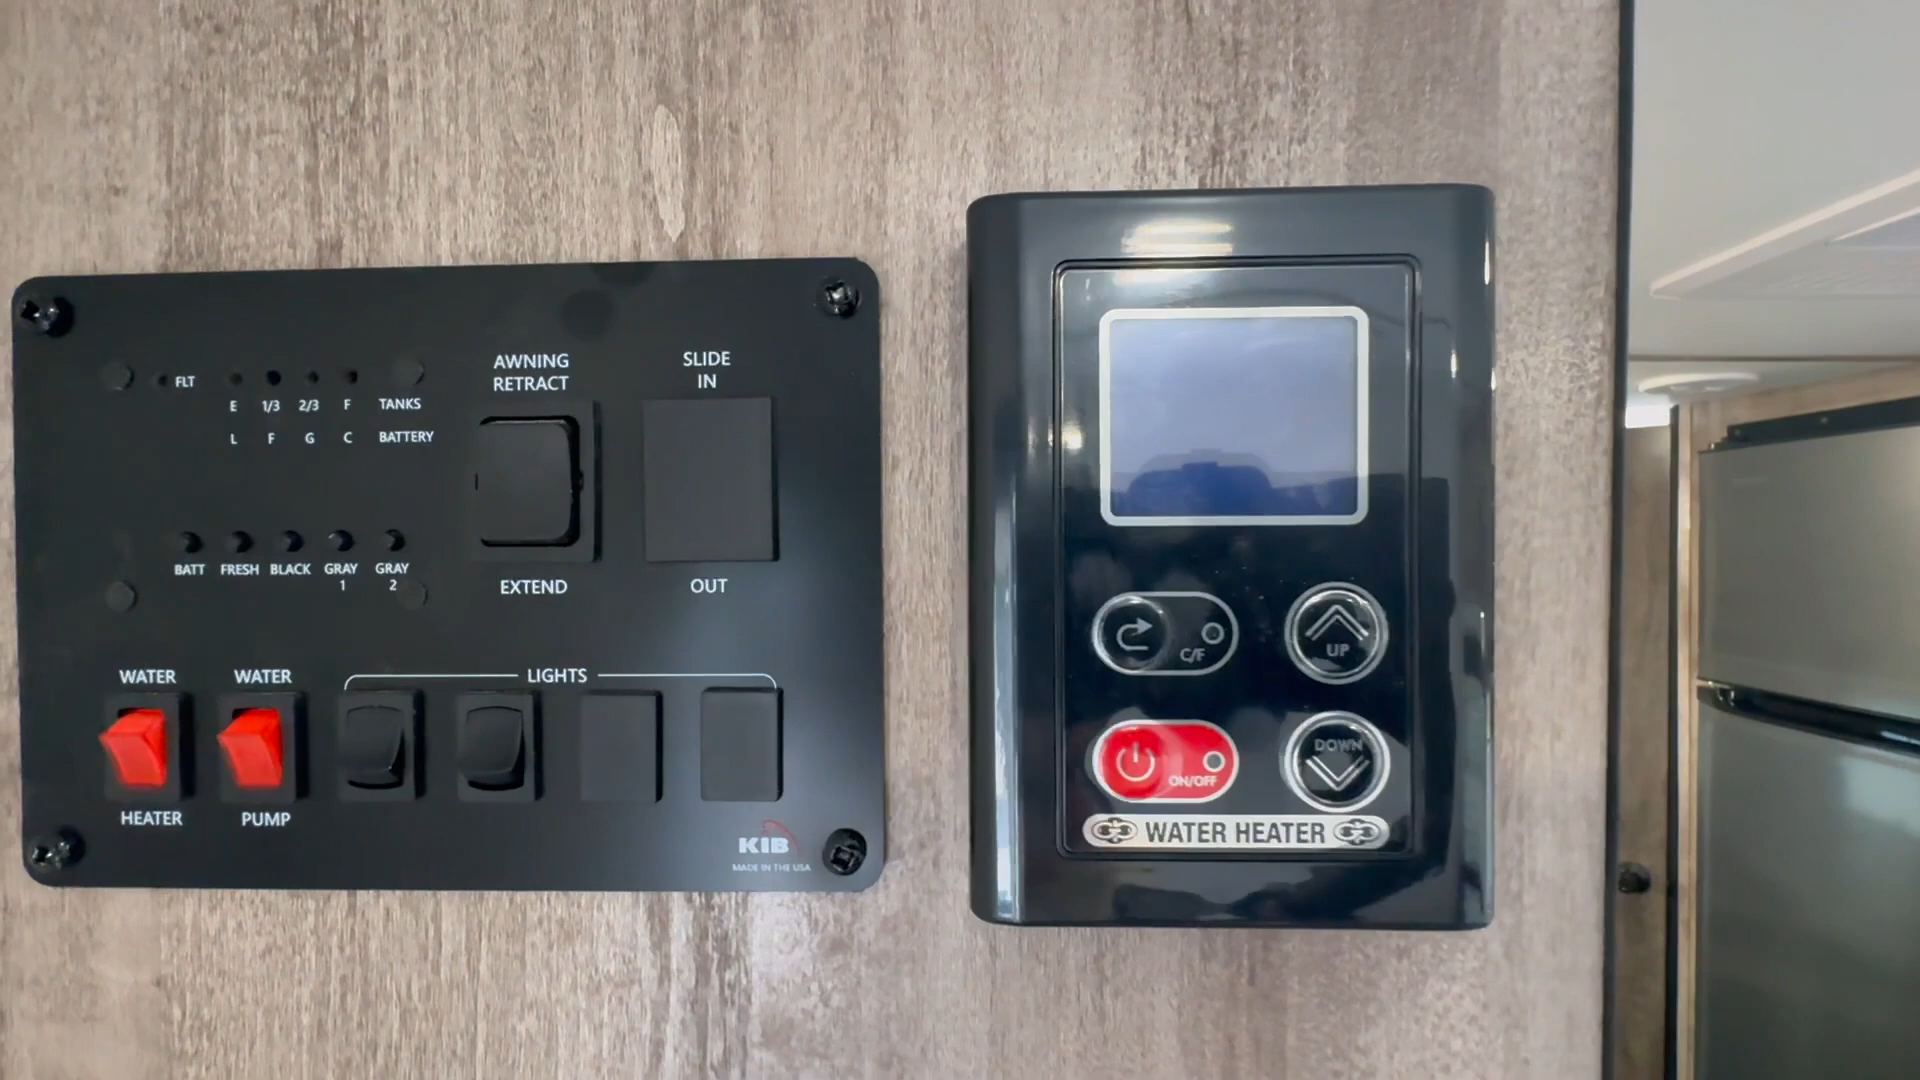 FLT
E 1/3 2/3 F TANKS
L F G C BATTERY
BATT FRESH BLACK GRAY 1 GRAY 2
AWNING
RETRACT
EXTEND
SLIDE
IN
OUT
WATER
HEATER
WATER
PUMP
LIGHTS
KIB
MADE IN THE USA
C/F
UP
ON/OFF
DOWN
WATER HEATER